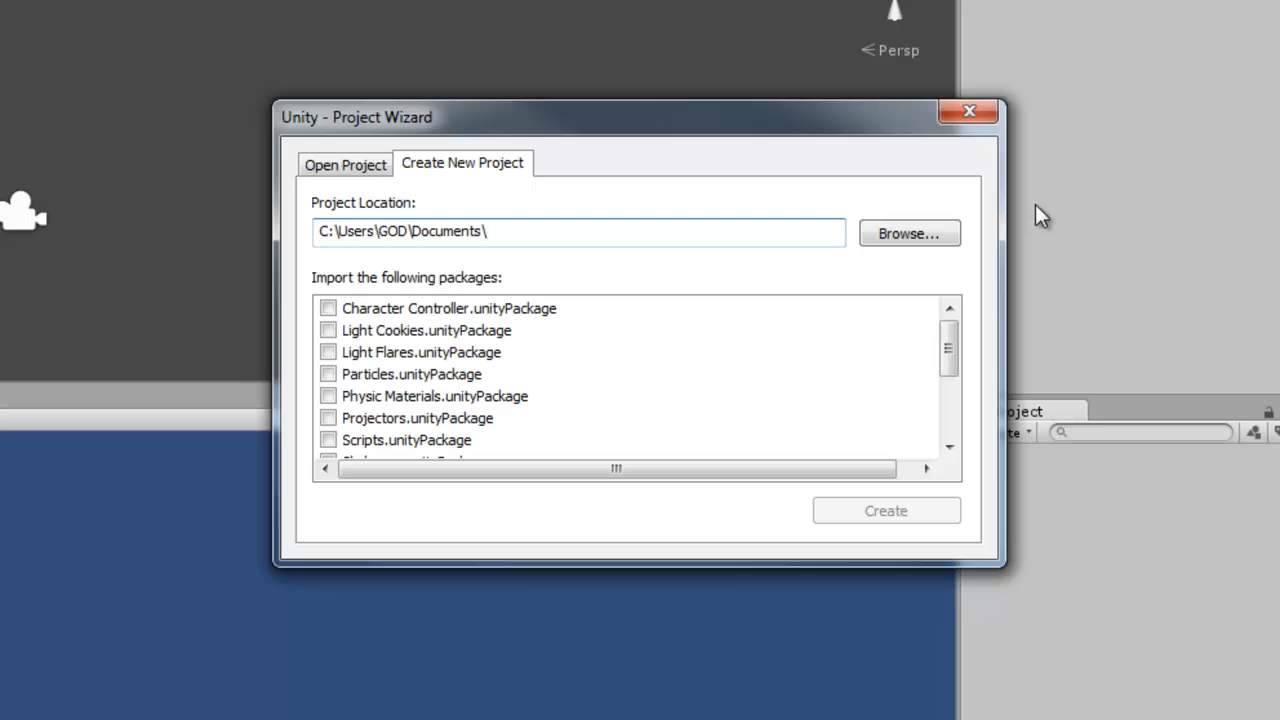 Persp
Unity - Project Wizard
Open Project
Create New Project
Project Location:
C:\Users\GOD\Documents\
Browse...
Import the following packages:
Character Controller.unityPackage
Light Cookies.unityPackage
Light Flares.unityPackage
Particles.unityPackage
Physic Materials.unityPackage
Projectors.unityPackage
Scripts.unityPackage
Create
oject
te